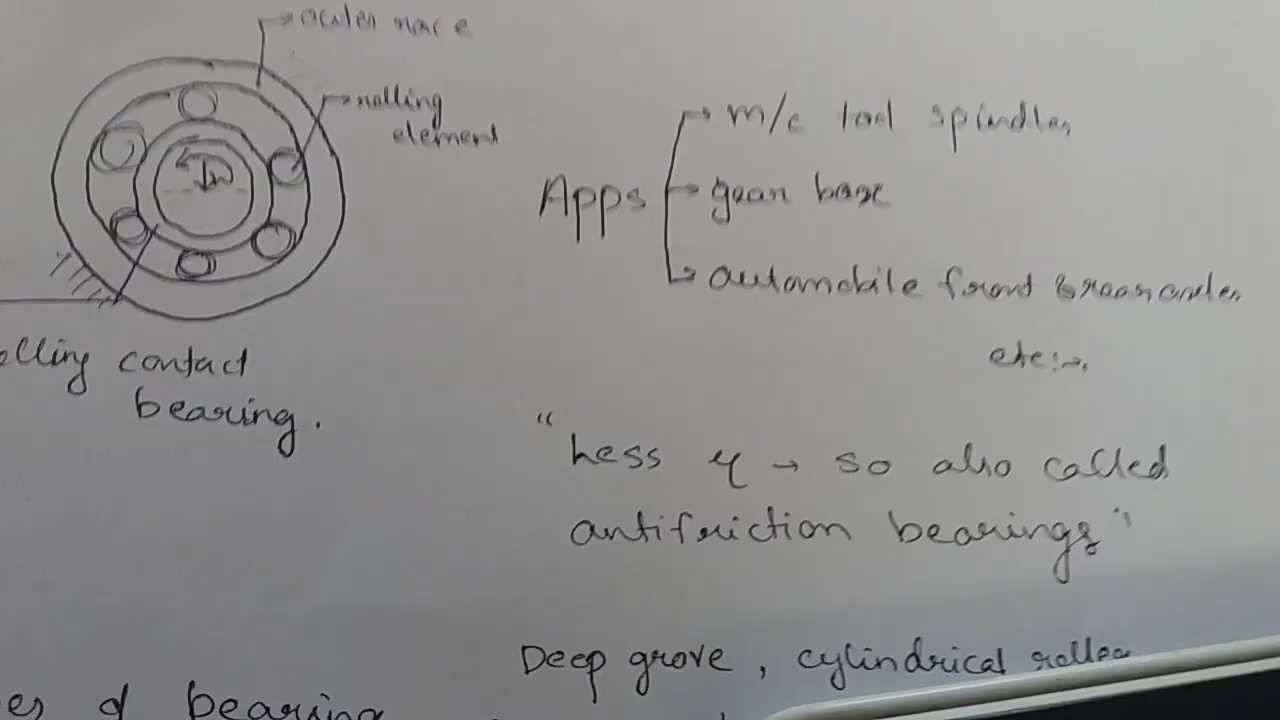 outer race
rolling
element
m/c tool spindles
Apps
gear box
automobile front & rear axles
etc:→.
olling contact
bearing.
"
Less μ → so also called
antifriction bearings"
Deep grove, cylindrical roller
es of bearing